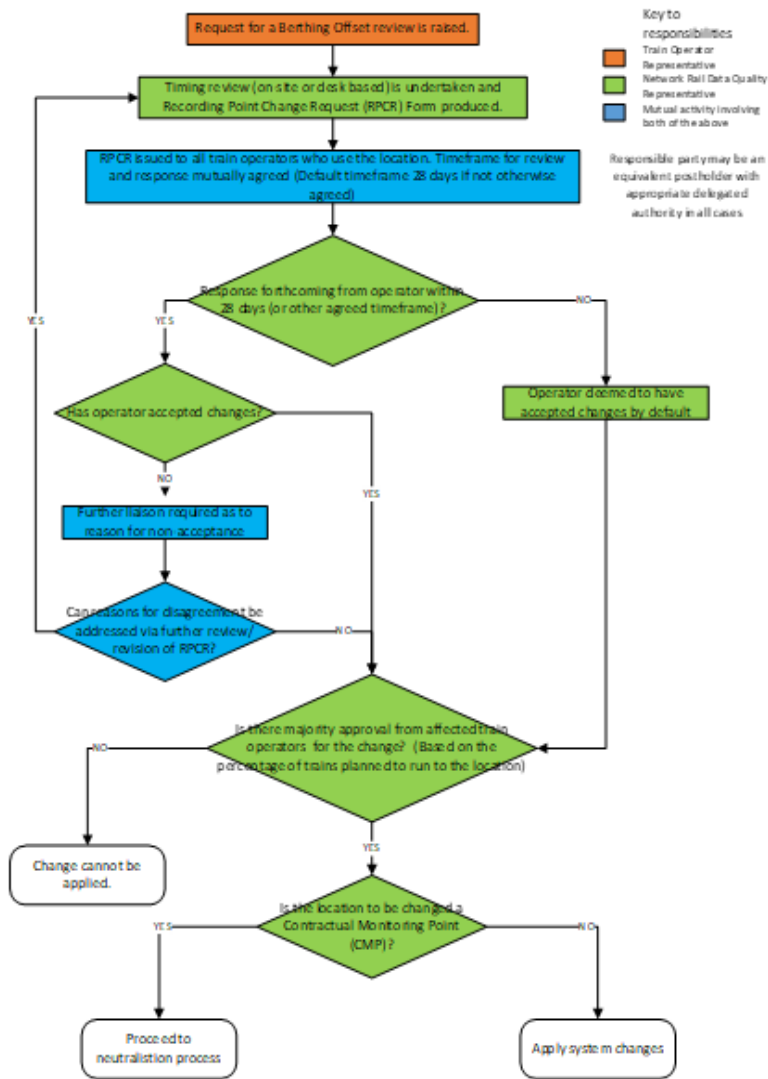 Request for a Berthing Offset review is raised.
Key to
responsibilities
Train Operator
Representative
Network Rail Data Quality
Representative
Mutual activity involving
both of the above
Responsible party may be an
equivalent postholder with
appropriate delegated
authority in all cases
Timing review (on-site or desk based) is undertaken and
Recording Point Change Request (RPCR) Form produced.
RPCR is issued to all train operators who use the location. Timeframe for review
and response mutually agreed (Default timeframe 28 days if not otherwise
agreed)
Response forthcoming from operator within
28 days (or other agreed timeframe)?
YES
NO
YES
Has operator accepted changes?
Operator deemed to have
accepted changes by default
NO
YES
Further liaison required as to
reason for non-acceptance
Can reasons for disagreement be
addressed via further review/
revision of RPCR?
NO
Is there majority approval from affected train
operators for the change? (Based on the
percentage of trains planned to run to the location)
NO
YES
Change cannot be
applied.
Is the location to be changed a
Contractual Monitoring Point
(CMP)?
YES
NO
Proceed to
neutralistion process
Apply system changes